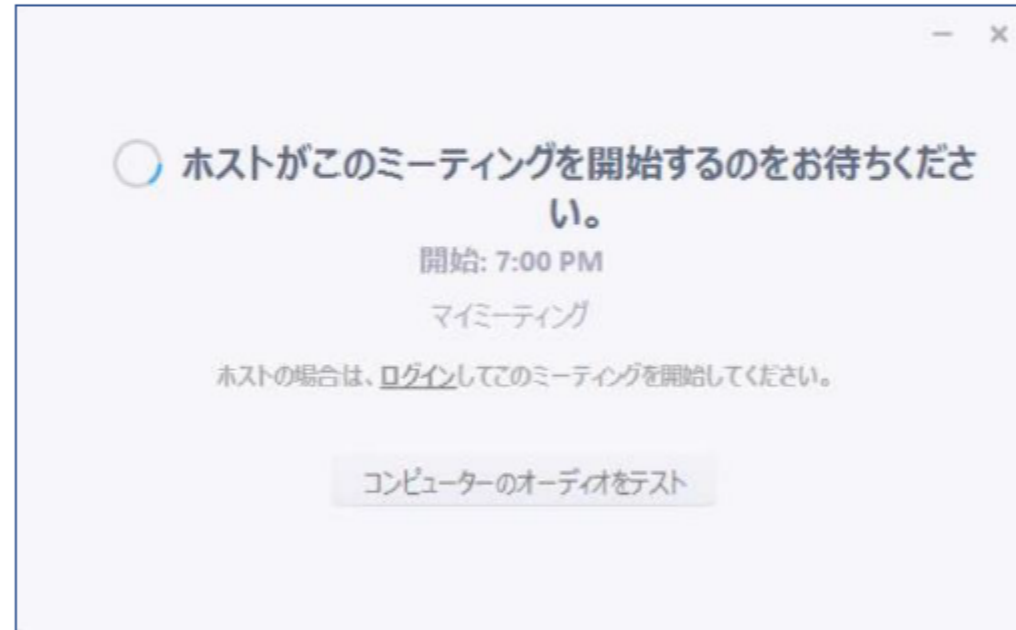 ホストがこのミーティングを開始するのをお待ちくださ
い。
開始: 7:00 PM
マイミーティング
ホストの場合は、ログインしてこのミーティングを開始してください。
コンピューターのオーディオをテスト